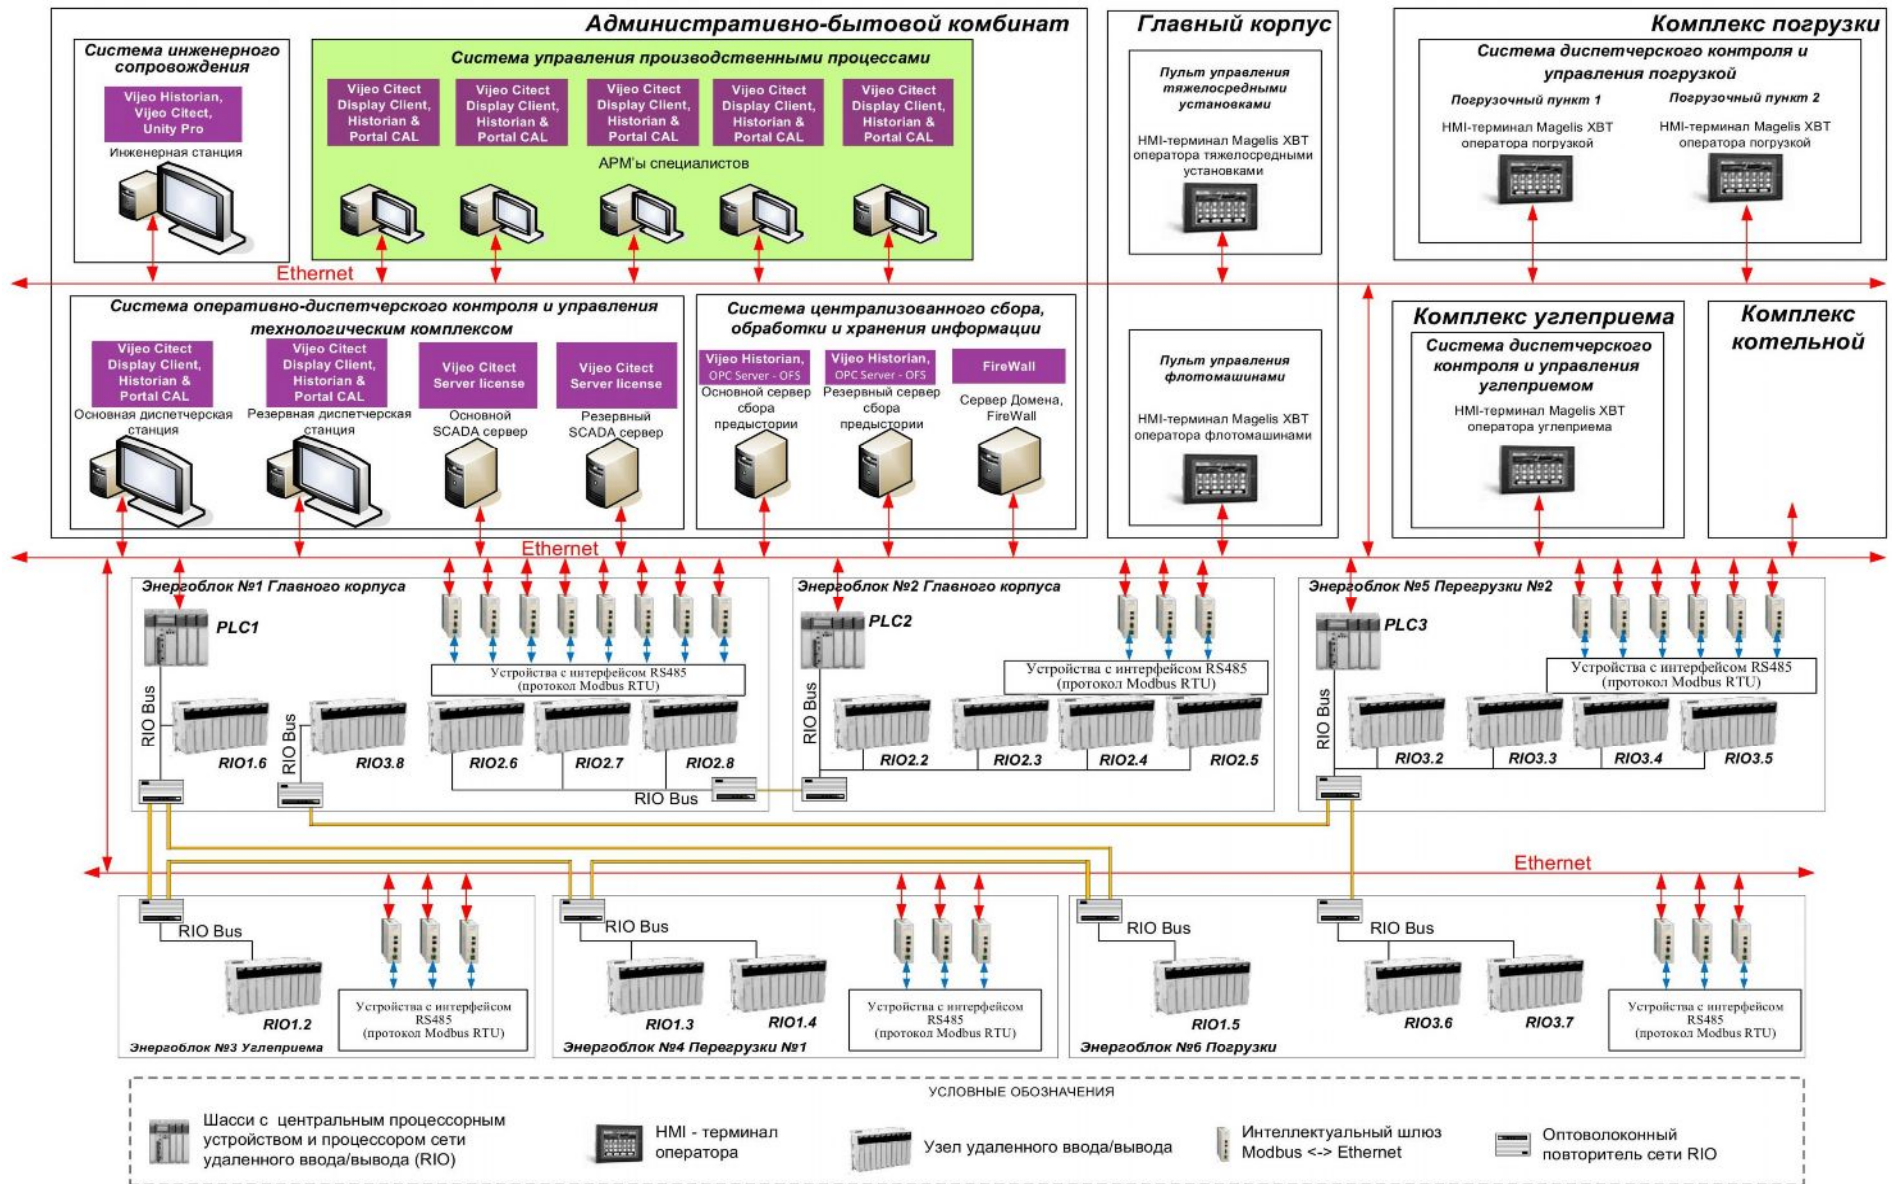 Административно-бытовой комбинат
Система инженерного
сопровождения
Vijeo Historian,
Vijeo Citect,
Unity Pro
Инженерная станция
Система управления производственными процессами
Vijeo Citect
Display Client,
Historian &
Portal CAL
Vijeo Citect
Display Client,
Historian &
Portal CAL
Vijeo Citect
Display Client,
Historian &
Portal CAL
Vijeo Citect
Display Client,
Historian &
Portal CAL
Vijeo Citect
Display Client,
Historian &
Portal CAL
АРМ'ы специалистов
Главный корпус
Пульт управления
тяжелосредными
установками
HMI-терминал Magelis XBT
оператора тяжелосредными
установками
Комплекс погрузки
Система диспетчерского контроля и
управления погрузкой
Погрузочный пункт 1
HMI-терминал Magelis XBT
оператора погрузкой
Погрузочный пункт 2
HMI-терминал Magelis XBT
оператора погрузкой
Ethernet
Система оперативно-диспетчерского контроля и управления
технологическим комплексом
Vijeo Citect
Display Client,
Historian &
Portal CAL
Основная диспетчерская
станция
Vijeo Citect
Display Client,
Historian &
Portal CAL
Резервная диспетчерская
станция
Vijeo Citect
Server license
Основной
SCADA сервер
Vijeo Citect
Server license
Резервный
SCADA сервер
Система централизованного сбора,
обработки и хранения информации
Vijeo Historian,
OPC Server - OFS
Основной сервер
сбора
предыстории
Vijeo Historian,
OPC Server - OFS
Резервный сервер
сбора
предыстории
FireWall
Сервер Домена,
FireWall
Пульт управления
флотомашинами
HMI-терминал Magelis XBT
оператора флотомашинами
Комплекс углеприема
Система диспетчерского
контроля и управления
углеприемом
HMI-терминал Magelis XBT
оператора углеприема
Комплекс
котельной
Ethernet
Энергоблок №1 Главного корпуса
PLC1
Устройства с интерфейсом RS485
(протокол Modbus RTU)
RIO Bus
RIO1.6
RIO Bus
RIO3.8
RIO2.6
RIO2.7
RIO2.8
RIO Bus
Энергоблок №2 Главного корпуса
PLC2
Устройства с интерфейсом RS485
(протокол Modbus RTU)
RIO Bus
RIO2.2
RIO2.3
RIO2.4
RIO2.5
Энергоблок №5 Перегрузки №2
PLC3
Устройства с интерфейсом RS485
(протокол Modbus RTU)
RIO Bus
RIO3.2
RIO3.3
RIO3.4
RIO3.5
Ethernet
RIO Bus
RIO1.2
Устройства с интерфейсом
RS485
(протокол Modbus RTU)
Энергоблок №3 Углеприема
RIO Bus
RIO1.3
RIO1.4
Устройства с интерфейсом
RS485
(протокол Modbus RTU)
Энергоблок №4 Перегрузки №1
RIO Bus
RIO1.5
RIO Bus
RIO3.6
RIO3.7
Устройства с интерфейсом
RS485
(протокол Modbus RTU)
Энергоблок №6 Погрузки
УСЛОВНЫЕ ОБОЗНАЧЕНИЯ
Шасси с центральным процессорным
устройством и процессором сети
удаленного ввода/вывода (RIO)
HMI - терминал
оператора
Узел удаленного ввода/вывода
Интеллектуальный шлюз
Modbus <-> Ethernet
Оптоволоконный
повторитель сети RIO